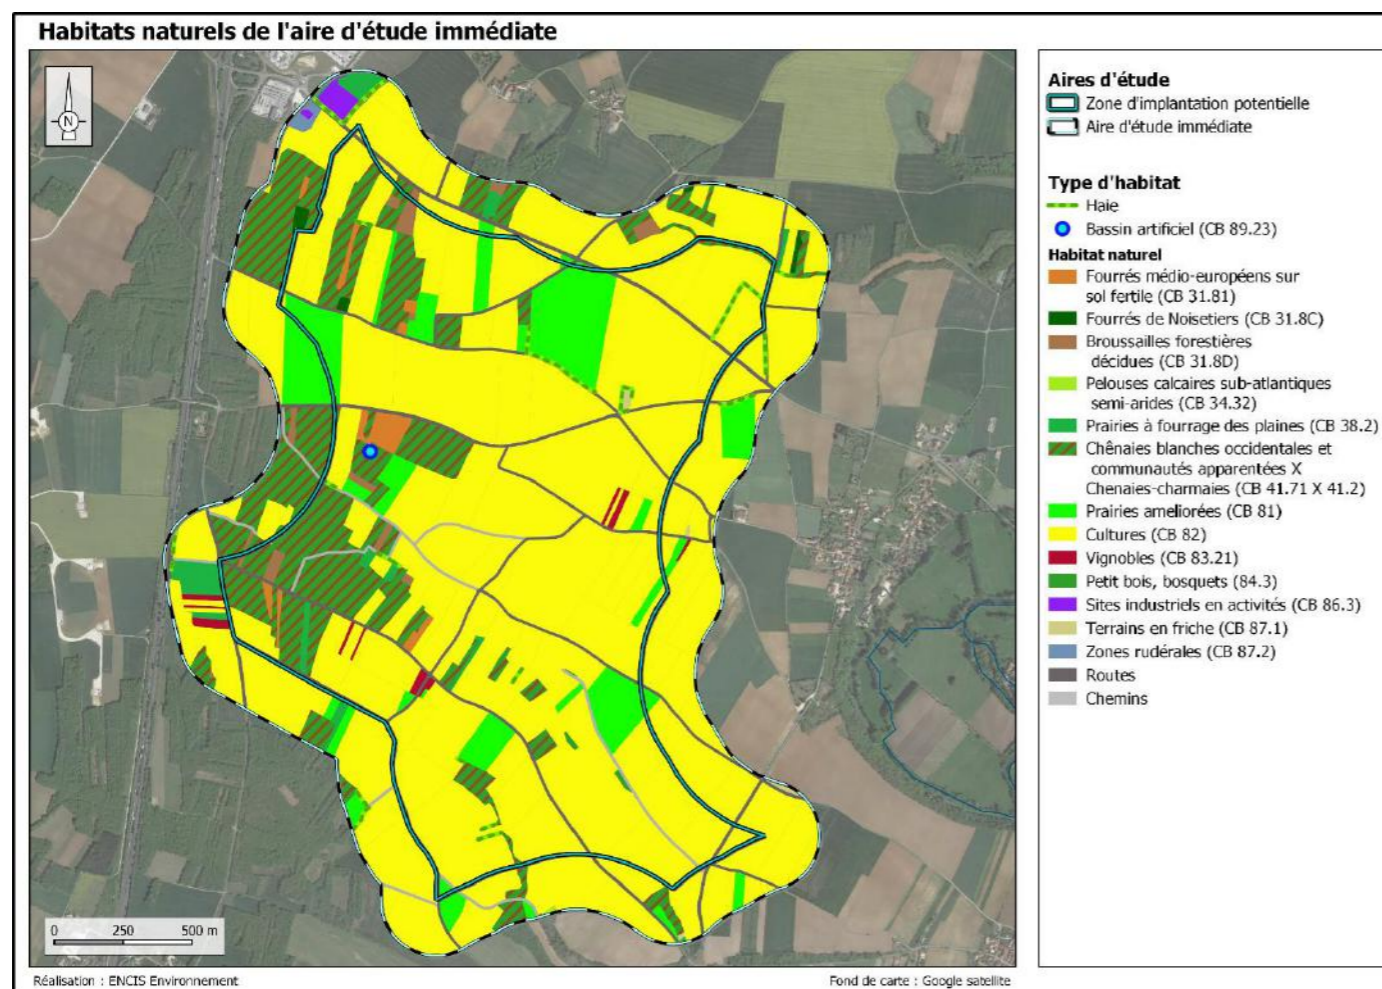 Habitats naturels de l'aire d'étude immédiate
N
0 250 500 m
Aires d'étude
Zone d'implantation potentielle
Aire d'étude immédiate
Type d'habitat
Haie
Bassin artificiel (CB 89.23)
Habitat naturel
Fourrés médio-européens sur
sol fertile (CB 31.81)
Fourrés de Noisetiers (CB 31.8C)
Broussailles forestières
décidues (CB 31.8D)
Pelouses calcaires sub-atlantiques
semi-arides (CB 34.32)
Prairies à fourrage des plaines (CB 38.2)
Chênaies blanches occidentales et
communautés apparentées X
Chenaies-charmaies (CB 41.71 X 41.2)
Prairies ameliorées (CB 81)
Cultures (CB 82)
Vignobles (CB 83.21)
Petit bois, bosquets (84.3)
Sites industriels en activités (CB 86.3)
Terrains en friche (CB 87.1)
Zones rudérales (CB 87.2)
Routes
Chemins
Réalisation : ENCIS Environnement
Fond de carte : Google satellite